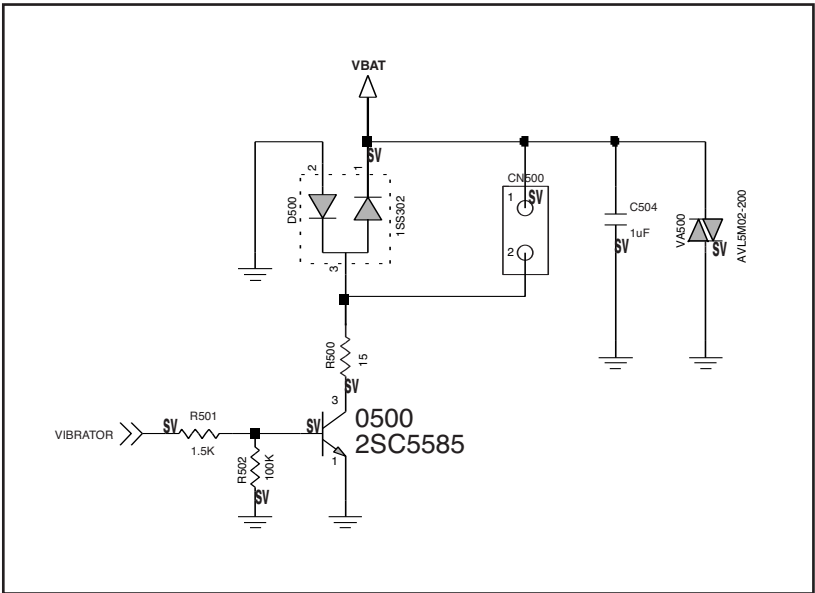 VBAT
SV
2
1
D500
1SS302
3
CN500
1 SV
2
C504
1uF
SV
VA500
SV
AVL5M02-200
R500
15
SV
3
0500
2SC5585
VIBRATOR
SV
R501
1.5K
SV
1
R502
100K
SV